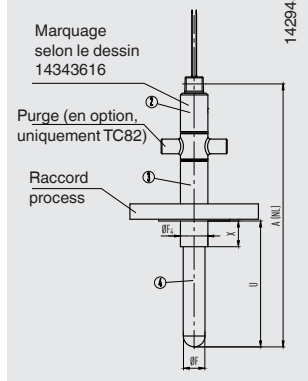 14294
Marquage
selon le dessin
14343616
②
Purge (en option,
uniquement TC82)
③
Raccord
process
A (NL)
ØF₄
X
U
④
ØF